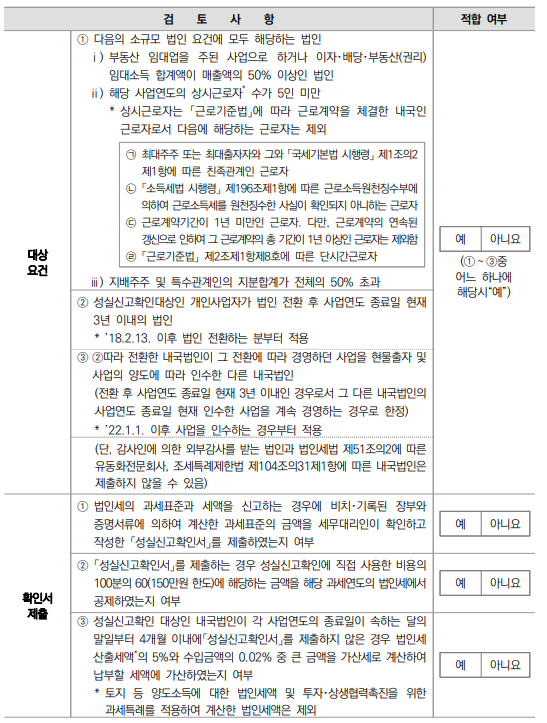 검 토 사 항 적합 여부
① 다음의 소규모 법인 요건에 모두 해당하는 법인
ⅰ) 부동산 임대업을 주된 사업으로 하거나 이자·배당·부동산(권리)
임대소득 합계액이 매출액의 50% 이상인 법인
ⅱ) 해당 사업연도의 상시근로자* 수가 5인 미만
* 상시근로자는 「근로기준법」에 따라 근로계약을 체결한 내국인
근로자로서 다음에 해당하는 근로자는 제외
㉠ 최대주주 또는 최대출자자와 그와 「국세기본법 시행령」 제1조의2
제1항에 따른 친족관계인 근로자
㉡ 「소득세법 시행령」 제196조제1항에 따른 근로소득원천징수부에
의하여 근로소득세를 원천징수한 사실이 확인되지 아니하는 근로자
㉢ 근로계약기간이 1년 미만인 근로자. 다만, 근로계약의 연속된
갱신으로 인하여 그 근로계약의 총 기간이 1년 이상인 근로자는 제외함
㉣ 「근로기준법」 제2조제1항제8호에 따른 단시간근로자
ⅲ) 지배주주 및 특수관계인의 지분합계가 전체의 50% 초과
대상
요건
예 아니요
(①~③중
어느 하나에
해당시“예”)
② 성실신고확인대상인 개인사업자가 법인 전환 후 사업연도 종료일 현재
3년 이내의 법인
* ’18.2.13. 이후 법인 전환하는 분부터 적용
③ ②따라 전환한 내국법인이 그 전환에 따라 경영하던 사업을 현물출자 및
사업의 양도에 따라 인수한 다른 내국법인
(전환 후 사업연도 종료일 현재 3년 이내인 경우로서 그 다른 내국법인의
사업연도 종료일 현재 인수한 사업을 계속 경영하는 경우로 한정)
* ’22.1.1. 이후 사업을 인수하는 경우부터 적용
(단, 감사인에 의한 외부감사를 받는 법인과 법인세법 제51조의2에 따른
유동화전문회사, 조세특례제한법 제104조의31제1항에 따른 내국법인은
제출하지 않을 수 있음)
확인서
제출
① 법인세의 과세표준과 세액을 신고하는 경우에 비치·기록된 장부와
증명서류에 의하여 계산한 과세표준의 금액을 세무대리인이 확인하고
작성한 「성실신고확인서」를 제출하였는지 여부
예 아니요
② 「성실신고확인서」를 제출하는 경우 성실신고확인에 직접 사용한 비용의
100분의 60(150만원 한도)에 해당하는 금액을 해당 과세연도의 법인세에서
공제하였는지 여부
예 아니요
③ 성실신고확인 대상인 내국법인이 각 사업연도의 종료일이 속하는 달의
말일부터 4개월 이내에「성실신고확인서」를 제출하지 않은 경우 법인세
산출세액*의 5%와 수입금액의 0.02% 중 큰 금액을 가산세로 계산하여
납부할 세액에 가산하였는지 여부
* 토지 등 양도소득에 대한 법인세액 및 투자·상생협력촉진을 위한
과세특례를 적용하여 계산한 법인세액은 제외
예 아니요